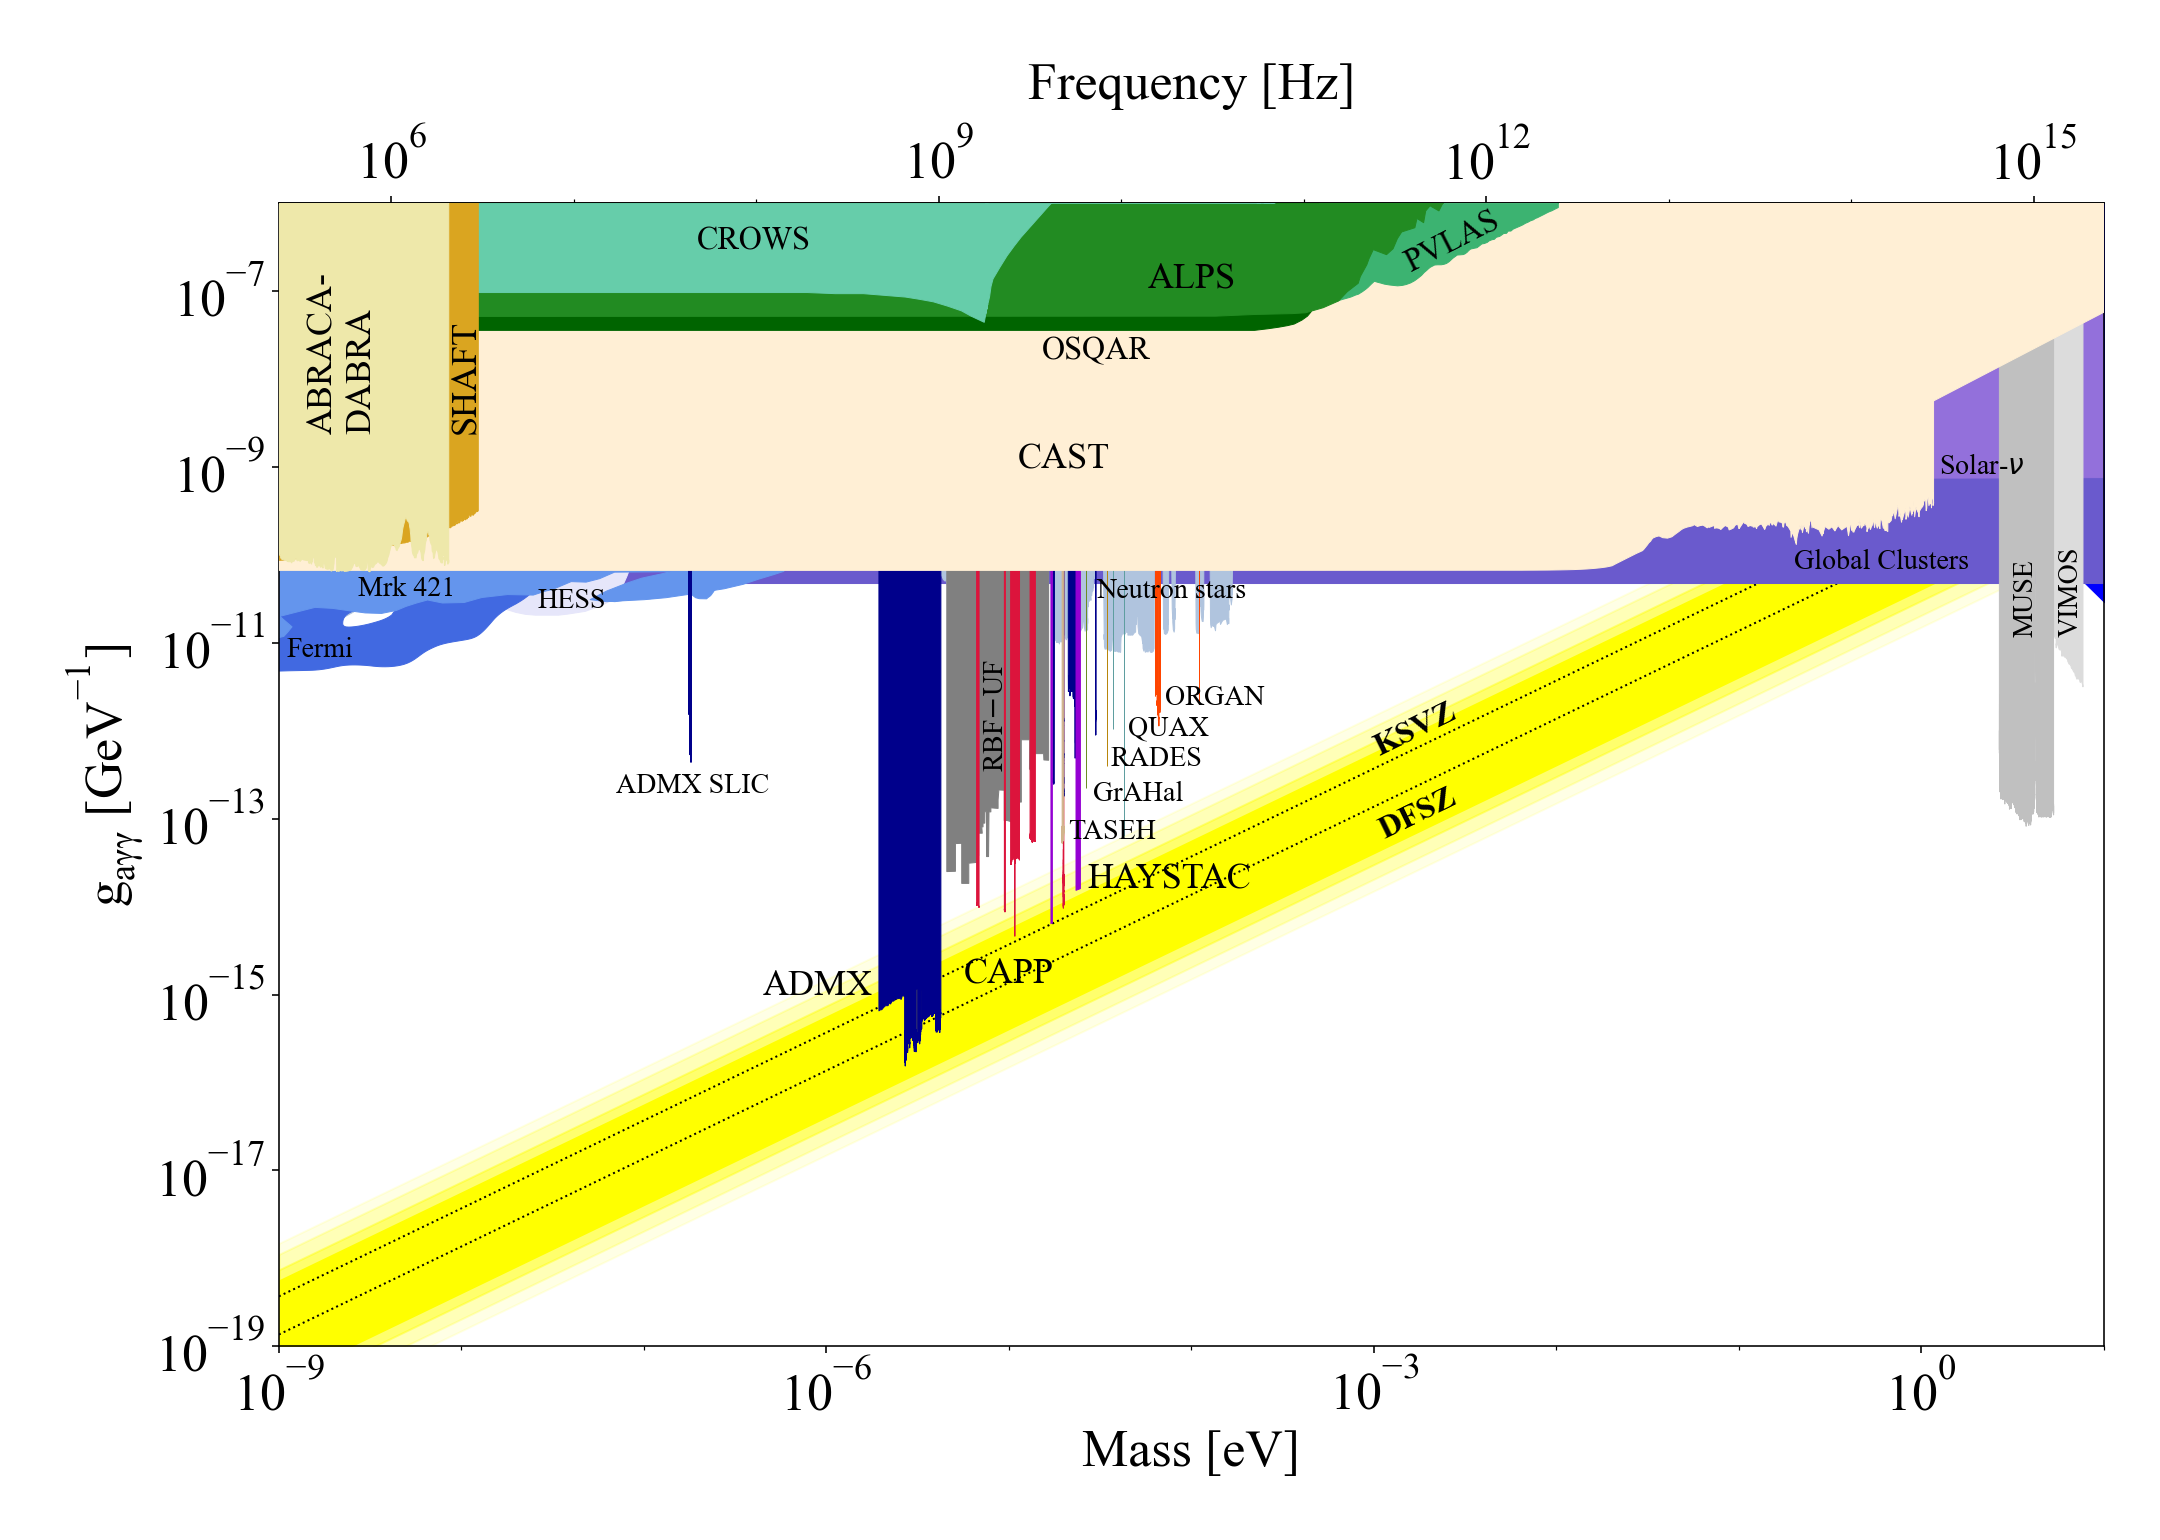 Frequency [Hz]
10^6 10^9 10^12 10^15
CROWS
PVLAS
ALPS
10^−7
ABRACA-
DABRA
SHAFT
OSQAR
CAST
10^−9
Solar-ν
Global Clusters
Mrk 421
HESS
Neutron stars
MUSE
VIMOS
10^−11
Fermi
RBF−UF
ORGAN
QUAX
KSVZ
RADES
ADMX SLIC
GrAHal
10^−13
TASEH
DFSZ
HAYSTAC
g_aγγ [GeV^−1]
CAPP
ADMX
10^−15
10^−17
10^−19
10^−9 10^−6 10^−3 10^0
Mass [eV]